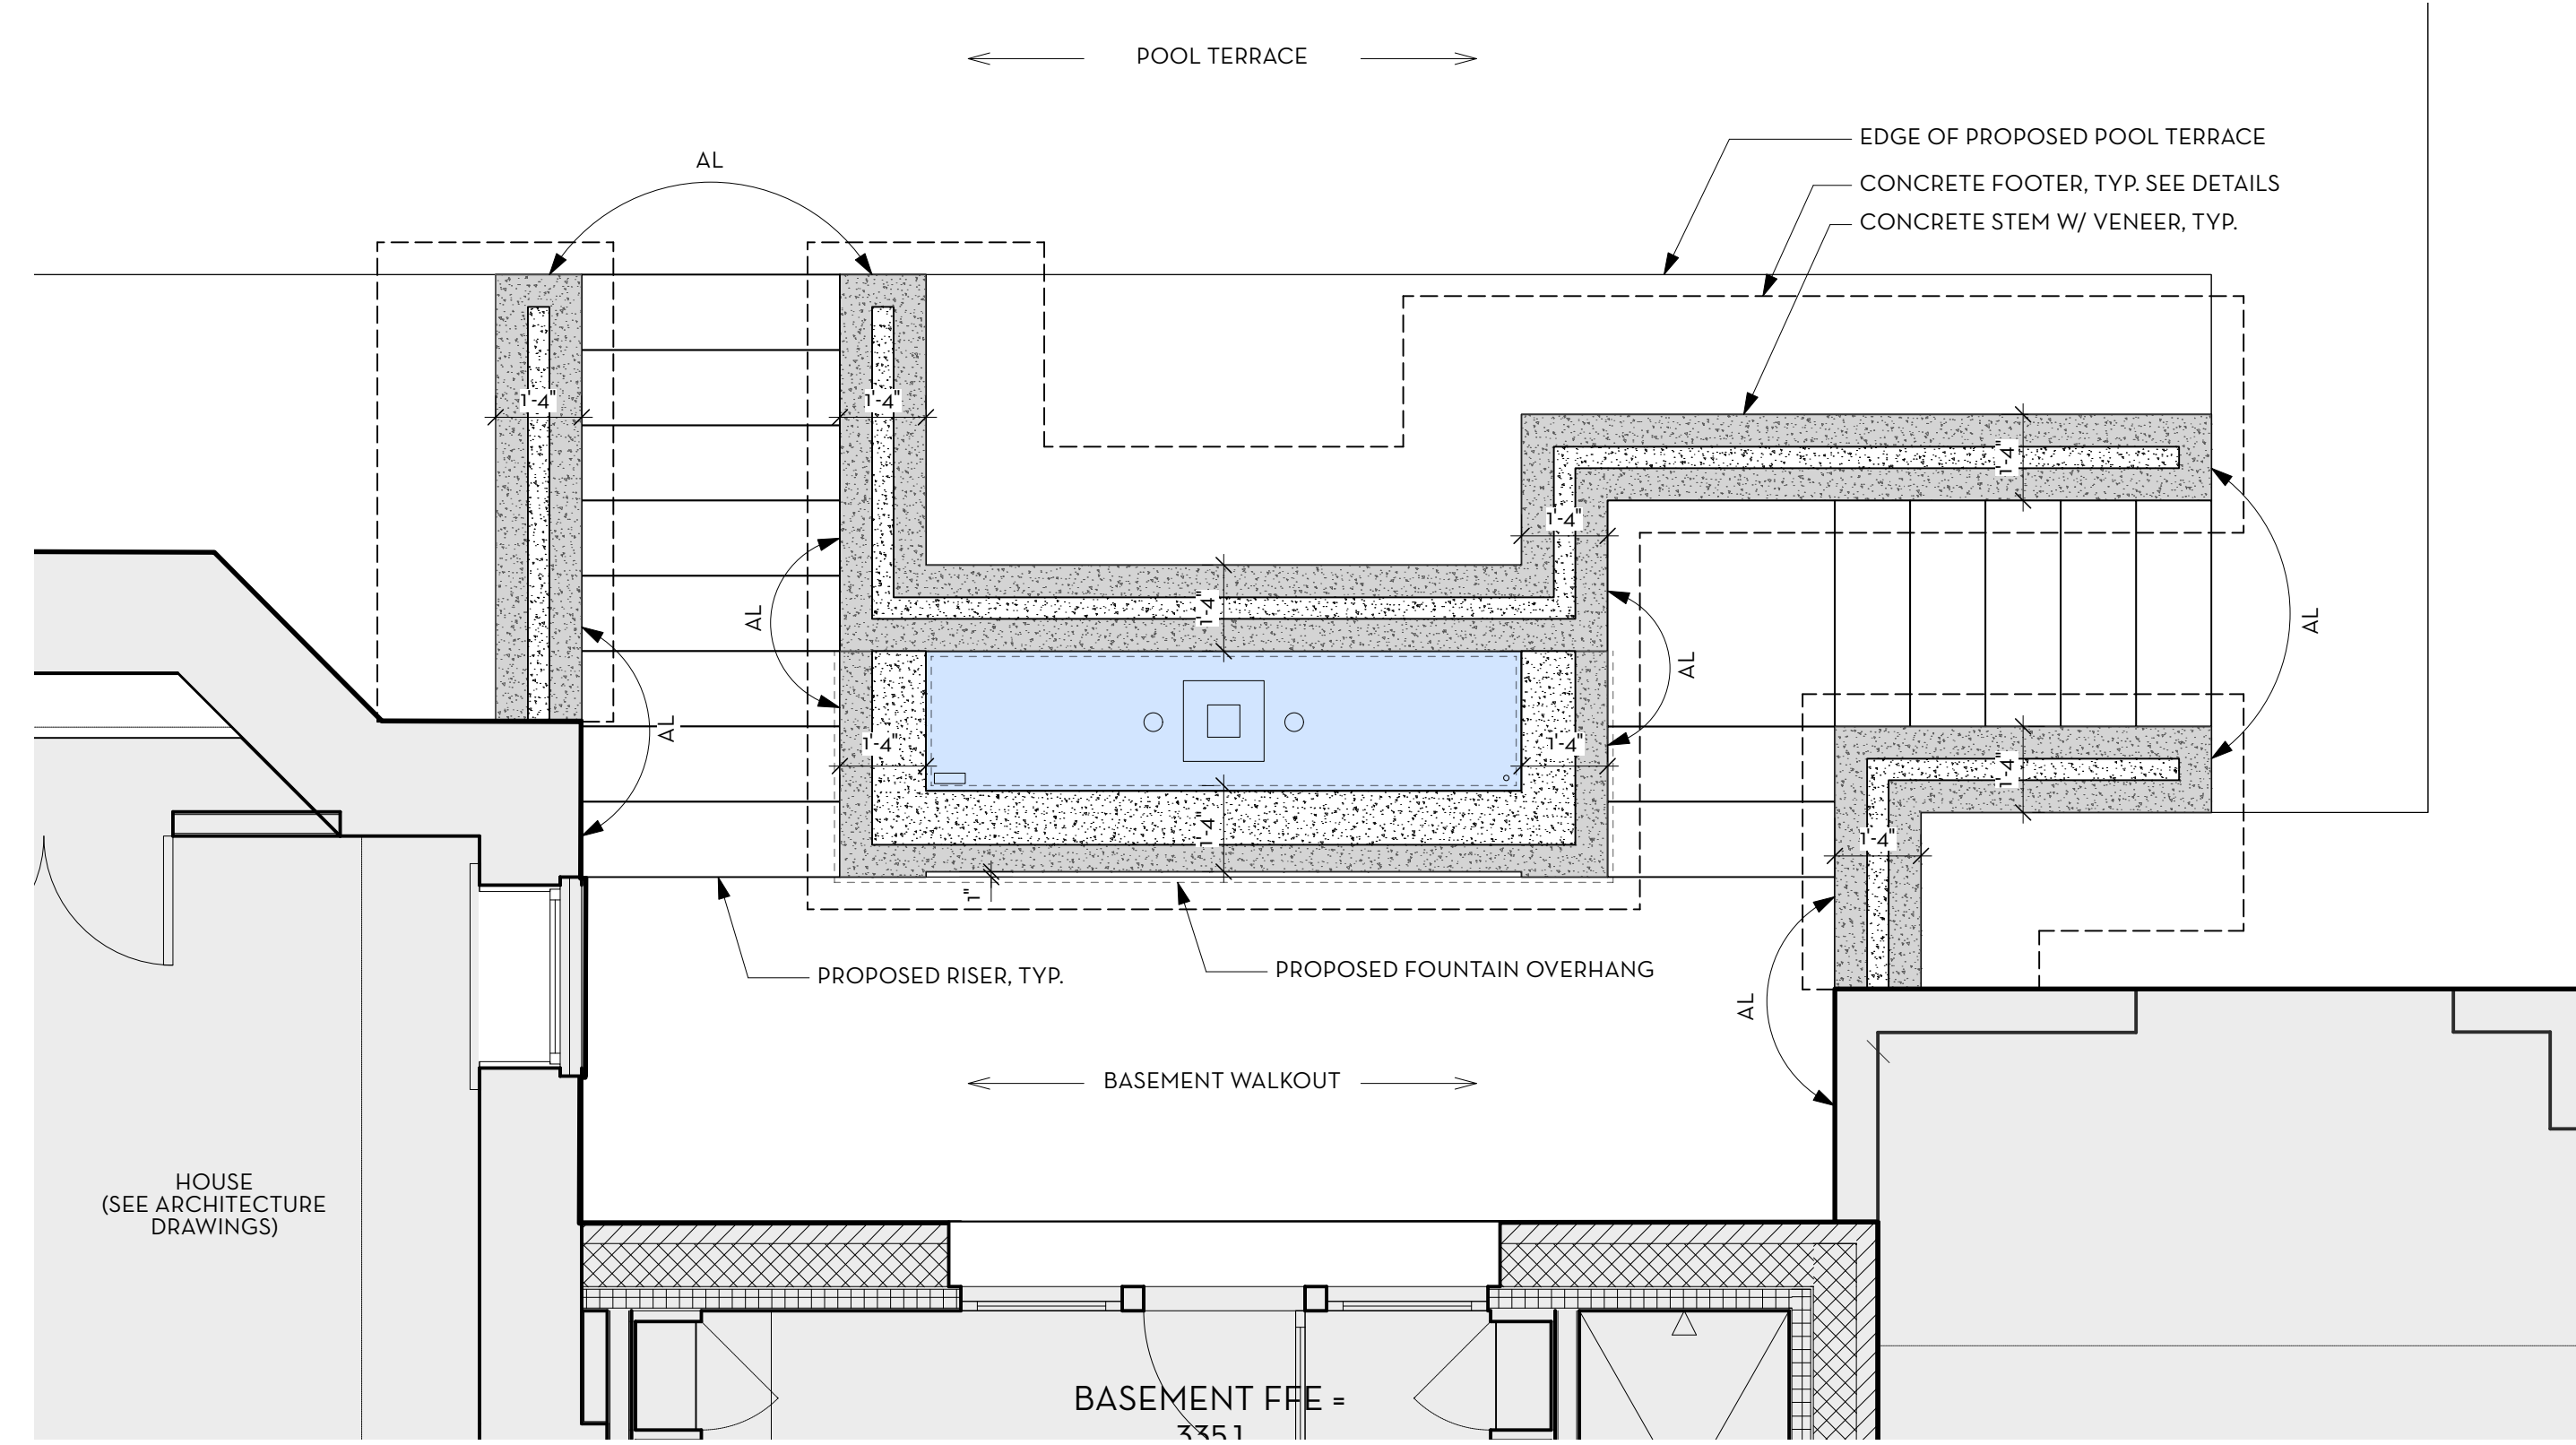 POOL TERRACE
EDGE OF PROPOSED POOL TERRACE
AL
CONCRETE FOOTER, TYP. SEE DETAILS
CONCRETE STEM W/ VENEER, TYP.
1'-4"
1'-4"
1'-4"
1'-4"
1'-4"
AL
AL
AL
AL
1'-4"
1'-4"
1'-4"
1'-4"
1'-4"
1"
PROPOSED RISER, TYP.
PROPOSED FOUNTAIN OVERHANG
AL
BASEMENT WALKOUT
HOUSE
(SEE ARCHITECTURE
DRAWINGS)
BASEMENT FFE =
335.1